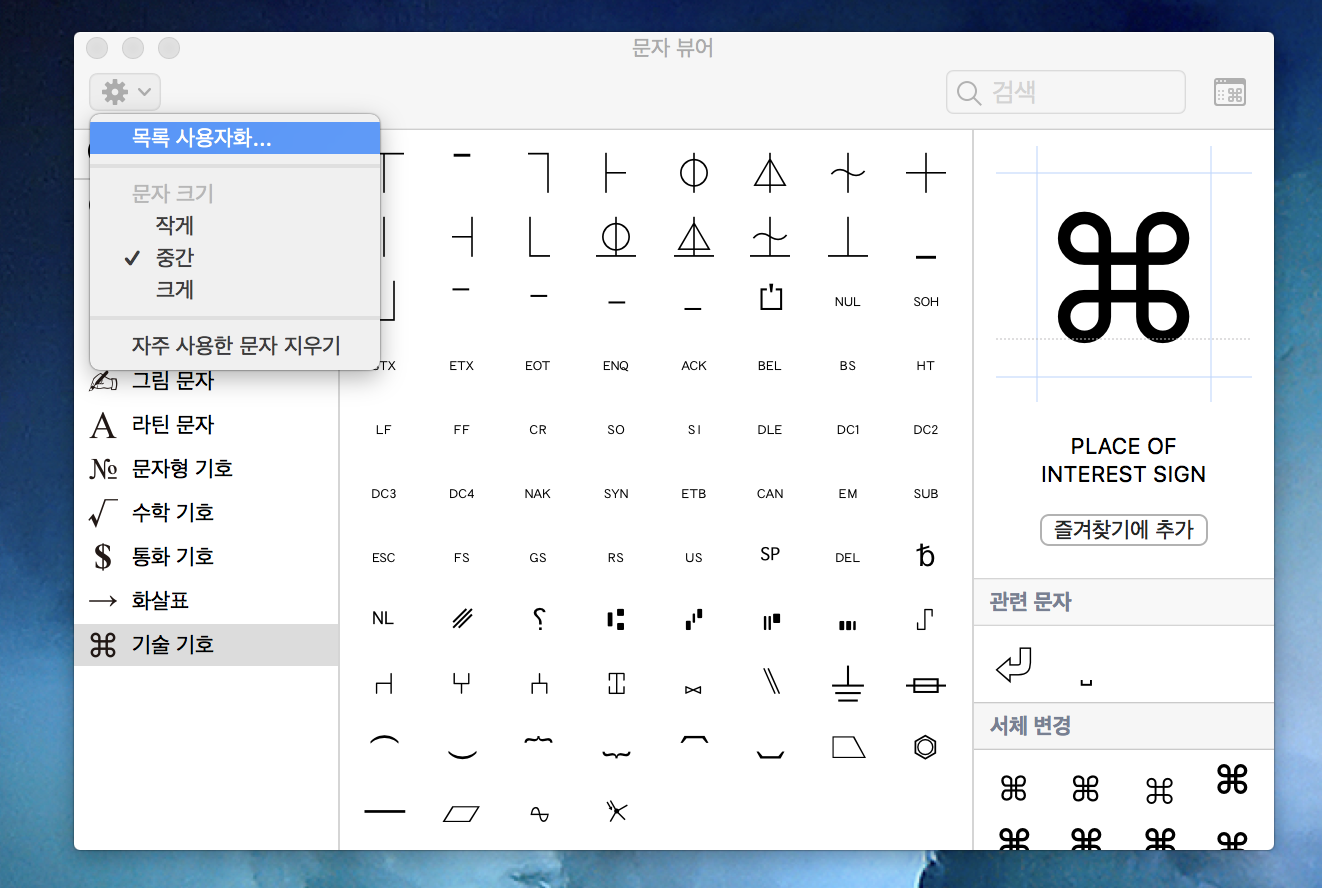 문자 뷰어
검색
목록 사용자화...
문자 크기
작게
✓ 중간
크게
자주 사용한 문자 지우기
그림 문자
A 라틴 문자
№ 문자형 기호
√ 수학 기호
$ 통화 기호
→ 화살표
⌘ 기술 기호
NUL SOH
TX ETX EOT ENQ ACK BEL BS HT
LF FF CR SO SI DLE DC1 DC2
DC3 DC4 NAK SYN ETB CAN EM SUB
ESC FS GS RS US SP DEL ␢
NL
⌘
PLACE OF
INTEREST SIGN
즐겨찾기에 추가
관련 문자
서체 변경
⌘ ⌘ ⌘ ⌘
⌘ ⌘ ⌘ ⌘